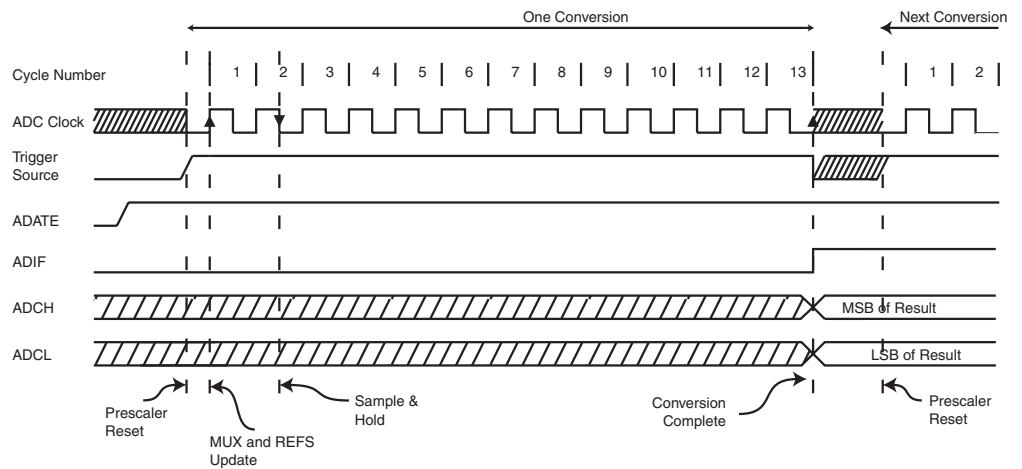 One Conversion
Next Conversion
Cycle Number
1 2 3 4 5 6 7 8 9 10 11 12 13 1 2
ADC Clock
Trigger
Source
ADATE
ADIF
ADCH
MSB of Result
ADCL
LSB of Result
Prescaler
Reset
MUX and REFS
Update
Sample &
Hold
Conversion
Complete
Prescaler
Reset